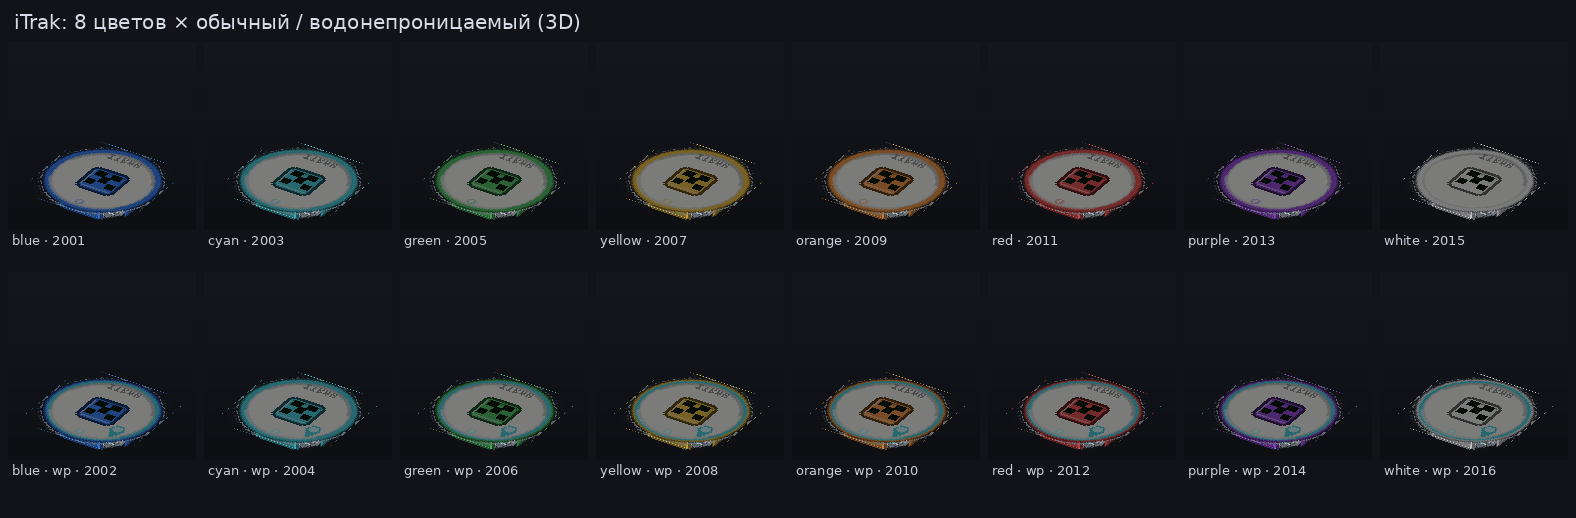 iTrak: 8 цветов × обычный / водонепроницаемый (3D)
blue · 2001
cyan · 2003
green · 2005
yellow · 2007
orange · 2009
red · 2011
purple · 2013
white · 2015
blue · wp · 2002
cyan · wp · 2004
green · wp · 2006
yellow · wp · 2008
orange · wp · 2010
red · wp · 2012
purple · wp · 2014
white · wp · 2016